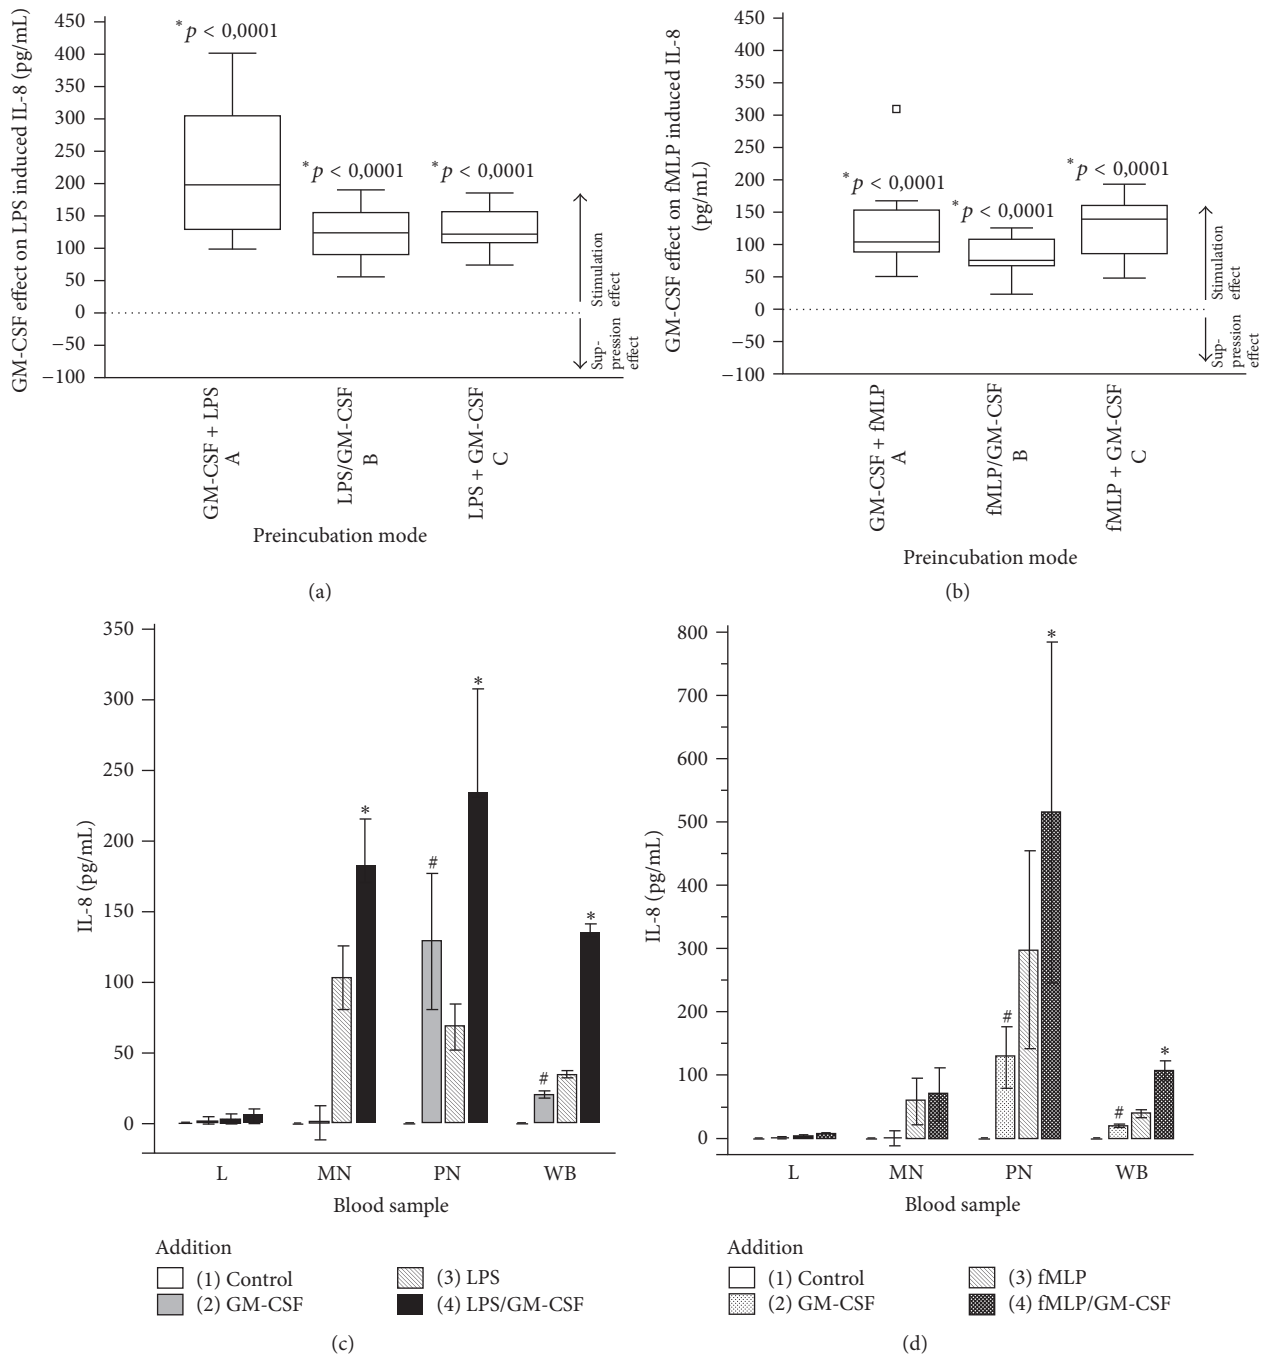 GM-CSF effect on LPS induced IL-8 (pg/mL)
450
400
350
300
250
200
150
100
50
0
−50
−100
*p < 0,0001
*p < 0,0001
*p < 0,0001
Stimulation
effect
Sup-
pression
effect
GM-CSF + LPS
A
LPS/GM-CSF
B
LPS + GM-CSF
C
Preincubation mode
(a)
GM-CSF effect on fMLP induced IL-8
(pg/mL)
450
400
350
300
250
200
150
100
50
0
−50
−100
*p < 0,0001
*p < 0,0001
*p < 0,0001
Stimulation
effect
Sup-
pression
effect
GM-CSF + fMLP
A
fMLP/GM-CSF
B
fMLP + GM-CSF
C
Preincubation mode
(b)
IL-8 (pg/mL)
350
300
250
200
150
100
50
0
*
#
*
#
*
L MN PN WB
Blood sample
Addition
(1) Control
(2) GM-CSF
(3) LPS
(4) LPS/GM-CSF
(c)
IL-8 (pg/mL)
800
700
600
500
400
300
200
100
0
#
*
#
*
L MN PN WB
Blood sample
Addition
(1) Control
(2) GM-CSF
(3) fMLP
(4) fMLP/GM-CSF
(d)